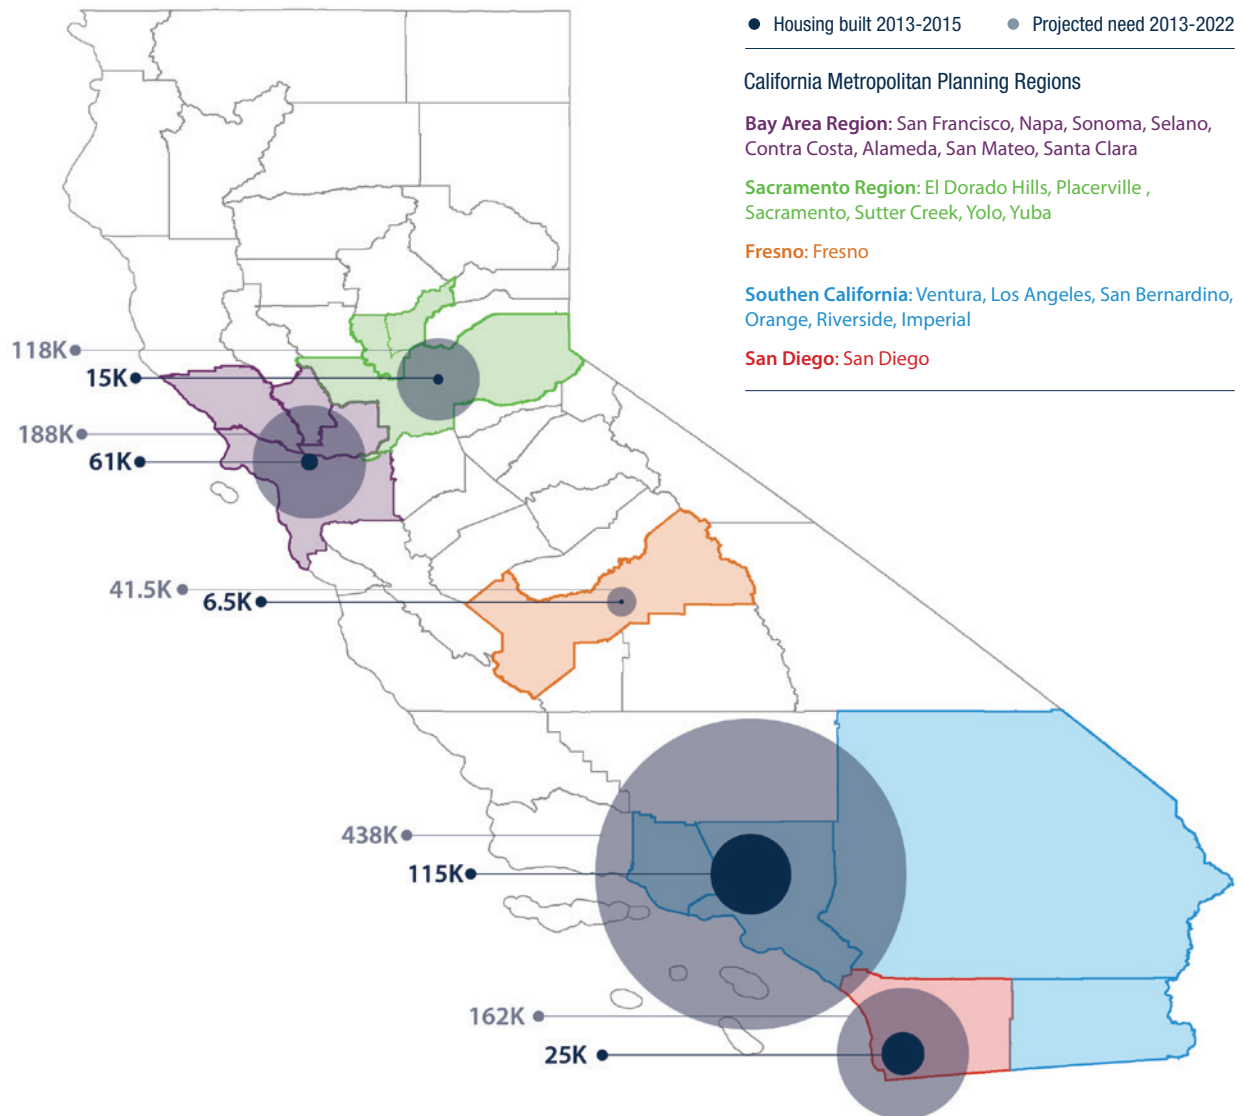 Housing built 2013-2015
Projected need 2013-2022
California Metropolitan Planning Regions
Bay Area Region: San Francisco, Napa, Sonoma, Selano,
Contra Costa, Alameda, San Mateo, Santa Clara
Sacramento Region: El Dorado Hills, Placerville ,
Sacramento, Sutter Creek, Yolo, Yuba
Fresno: Fresno
Southen California: Ventura, Los Angeles, San Bernardino,
Orange, Riverside, Imperial
San Diego: San Diego
118K
15K
188K
61K
41.5K
6.5K
438K
115K
162K
25K